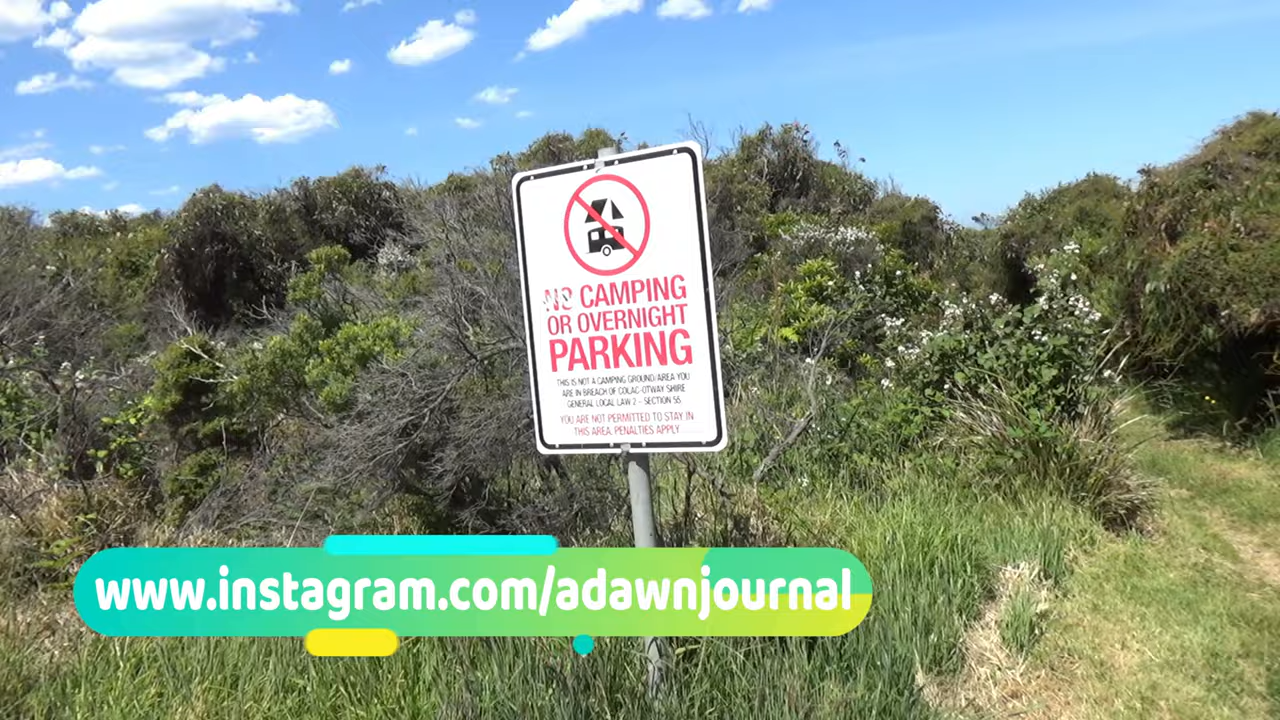 NO CAMPING
OR OVERNIGHT
PARKING
THIS IS NOT A CAMPING GROUND/AREA YOU
ARE IN BREACH OF COLAC-OTWAY SHIRE
GENERAL LOCAL LAW 2 - SECTION 55.
YOU ARE NOT PERMITTED TO STAY IN
THIS AREA. PENALTIES APPLY
www.instagram.com/adawnjournal